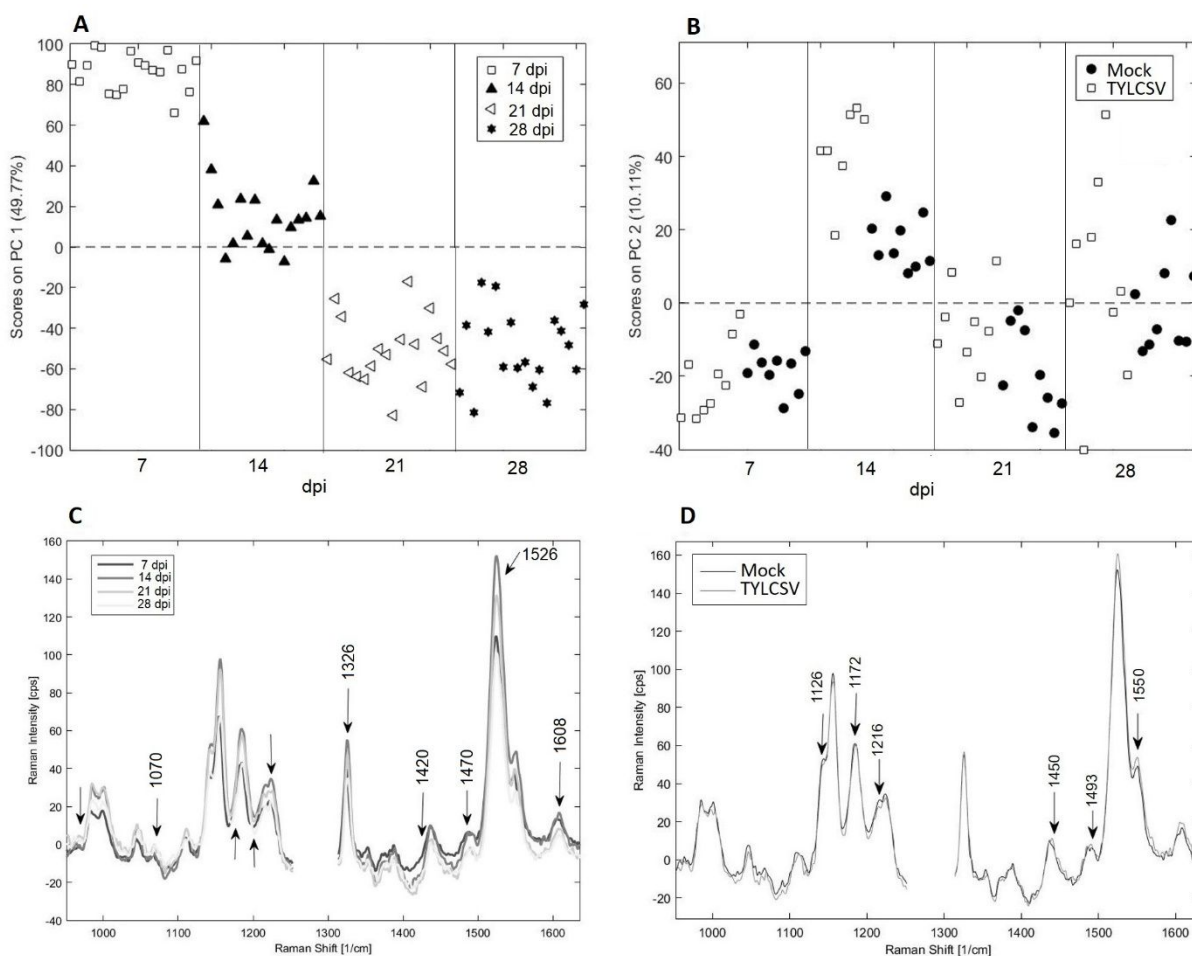 A
Scores on PC 1 (49.77%)
100
80
60
40
20
0
-20
-40
-60
-80
-100
7 dpi
14 dpi
21 dpi
28 dpi
7 14 21 28
dpi
B
Scores on PC 2 (10.11%)
60
40
20
0
-20
-40
Mock
TYLCSV
7 14 21 28
dpi
C
Raman Intensity [cps]
160
140
120
100
80
60
40
20
0
-20
-40
7 dpi
14 dpi
21 dpi
28 dpi
1070
1326
1420
1470
1526
1608
1000 1100 1200 1300 1400 1500 1600
Raman Shift [1/cm]
D
Raman Intensity [cps]
160
140
120
100
80
60
40
20
0
-20
Mock
TYLCSV
1126
1172
1216
1450
1493
1550
1000 1100 1200 1300 1400 1500 1600
Raman Shift [1/cm]